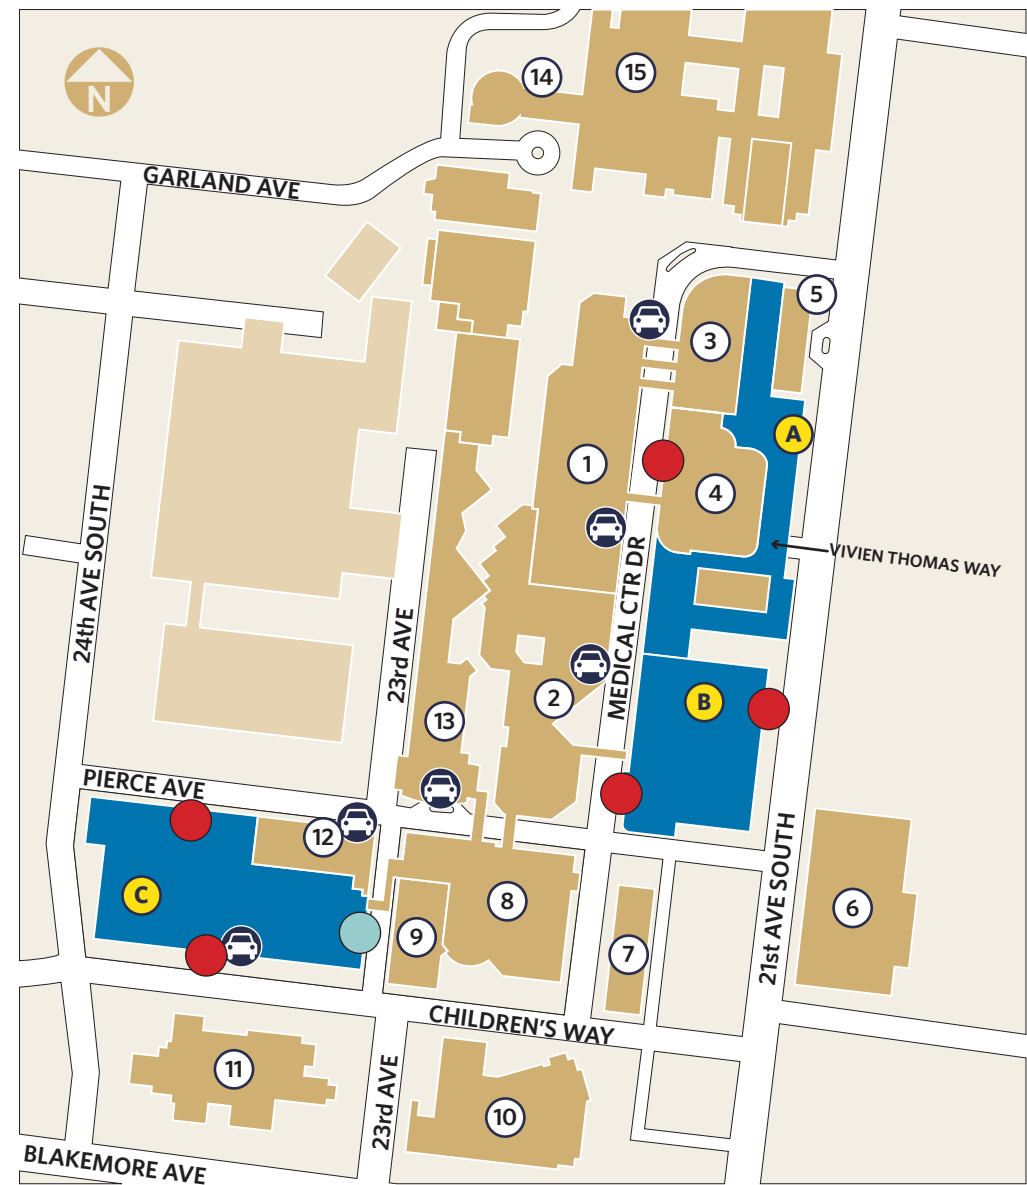 14
15
N
GARLAND AVE
5
3
A
1
4
VIVIEN THOMAS WAY
24th AVE SOUTH
23rd AVE
MEDICAL CTR DR
2
B
13
PIERCE AVE
12
C
8
6
9
7
21st AVE SOUTH
CHILDREN'S WAY
11
23rd AVE
10
BLAKEMORE AVE